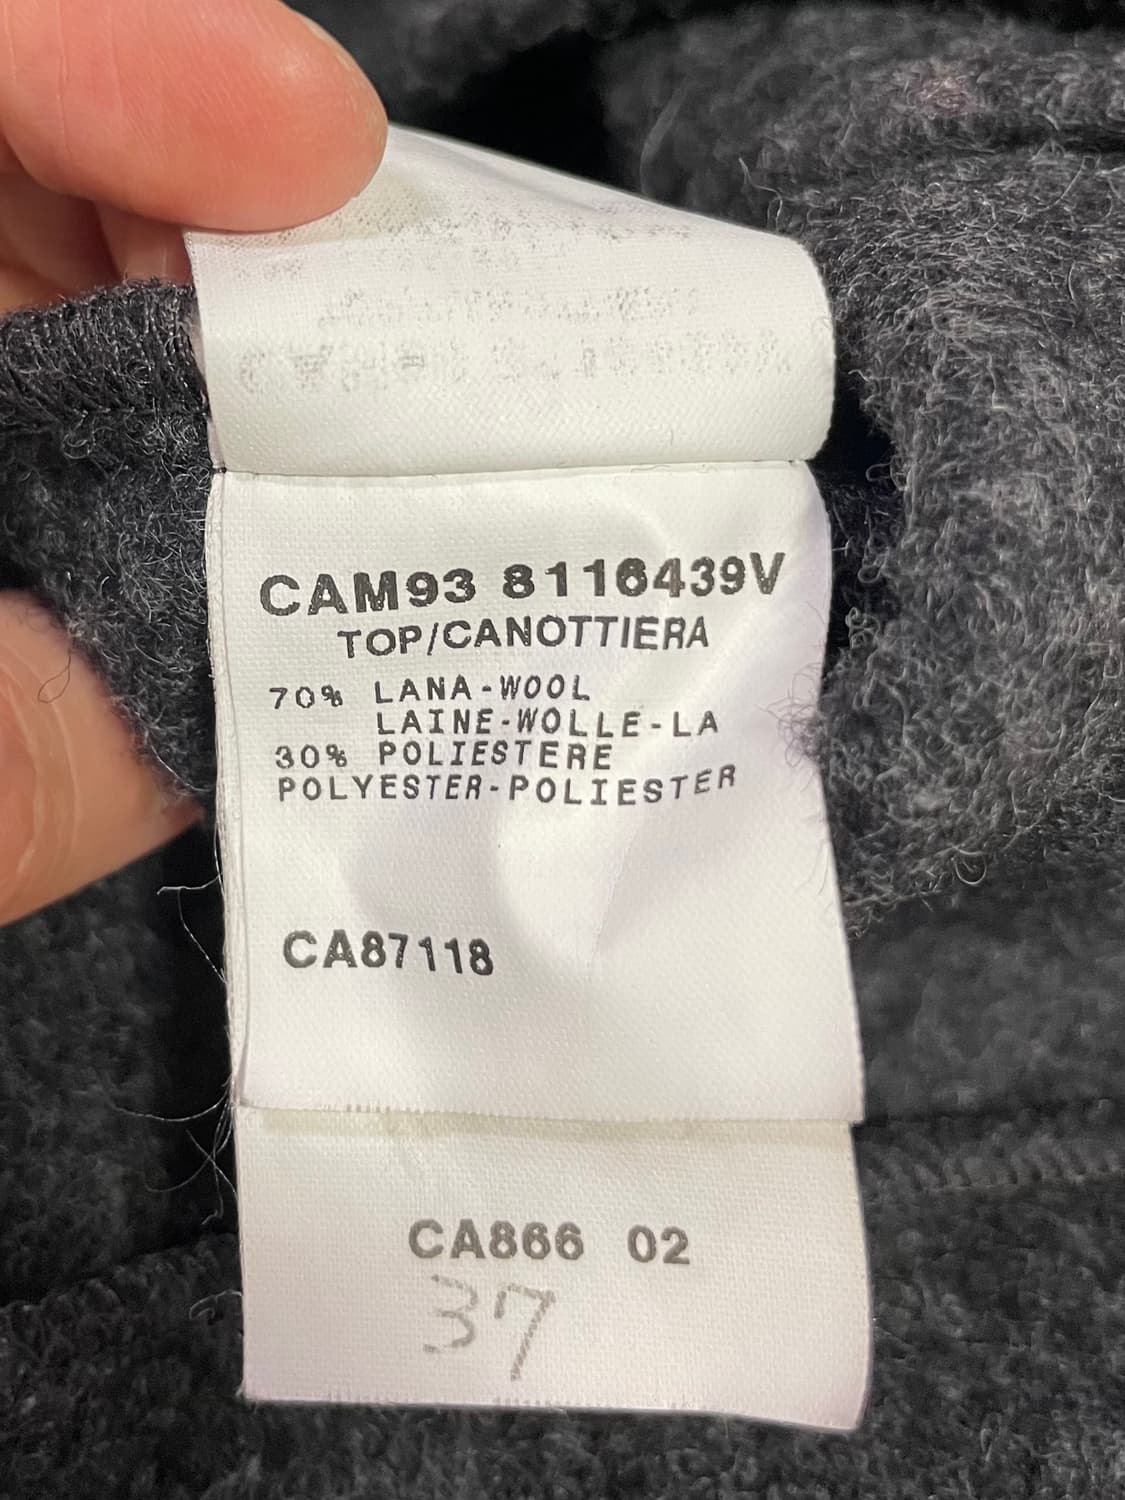 CAM93 8116439V
TOP/CANOTTIERA
70% LANA-WOOL
LAINE-WOLLE-LA
30% POLIESTERE
POLYESTER-POLIESTER
CA87118
CA866 02
37